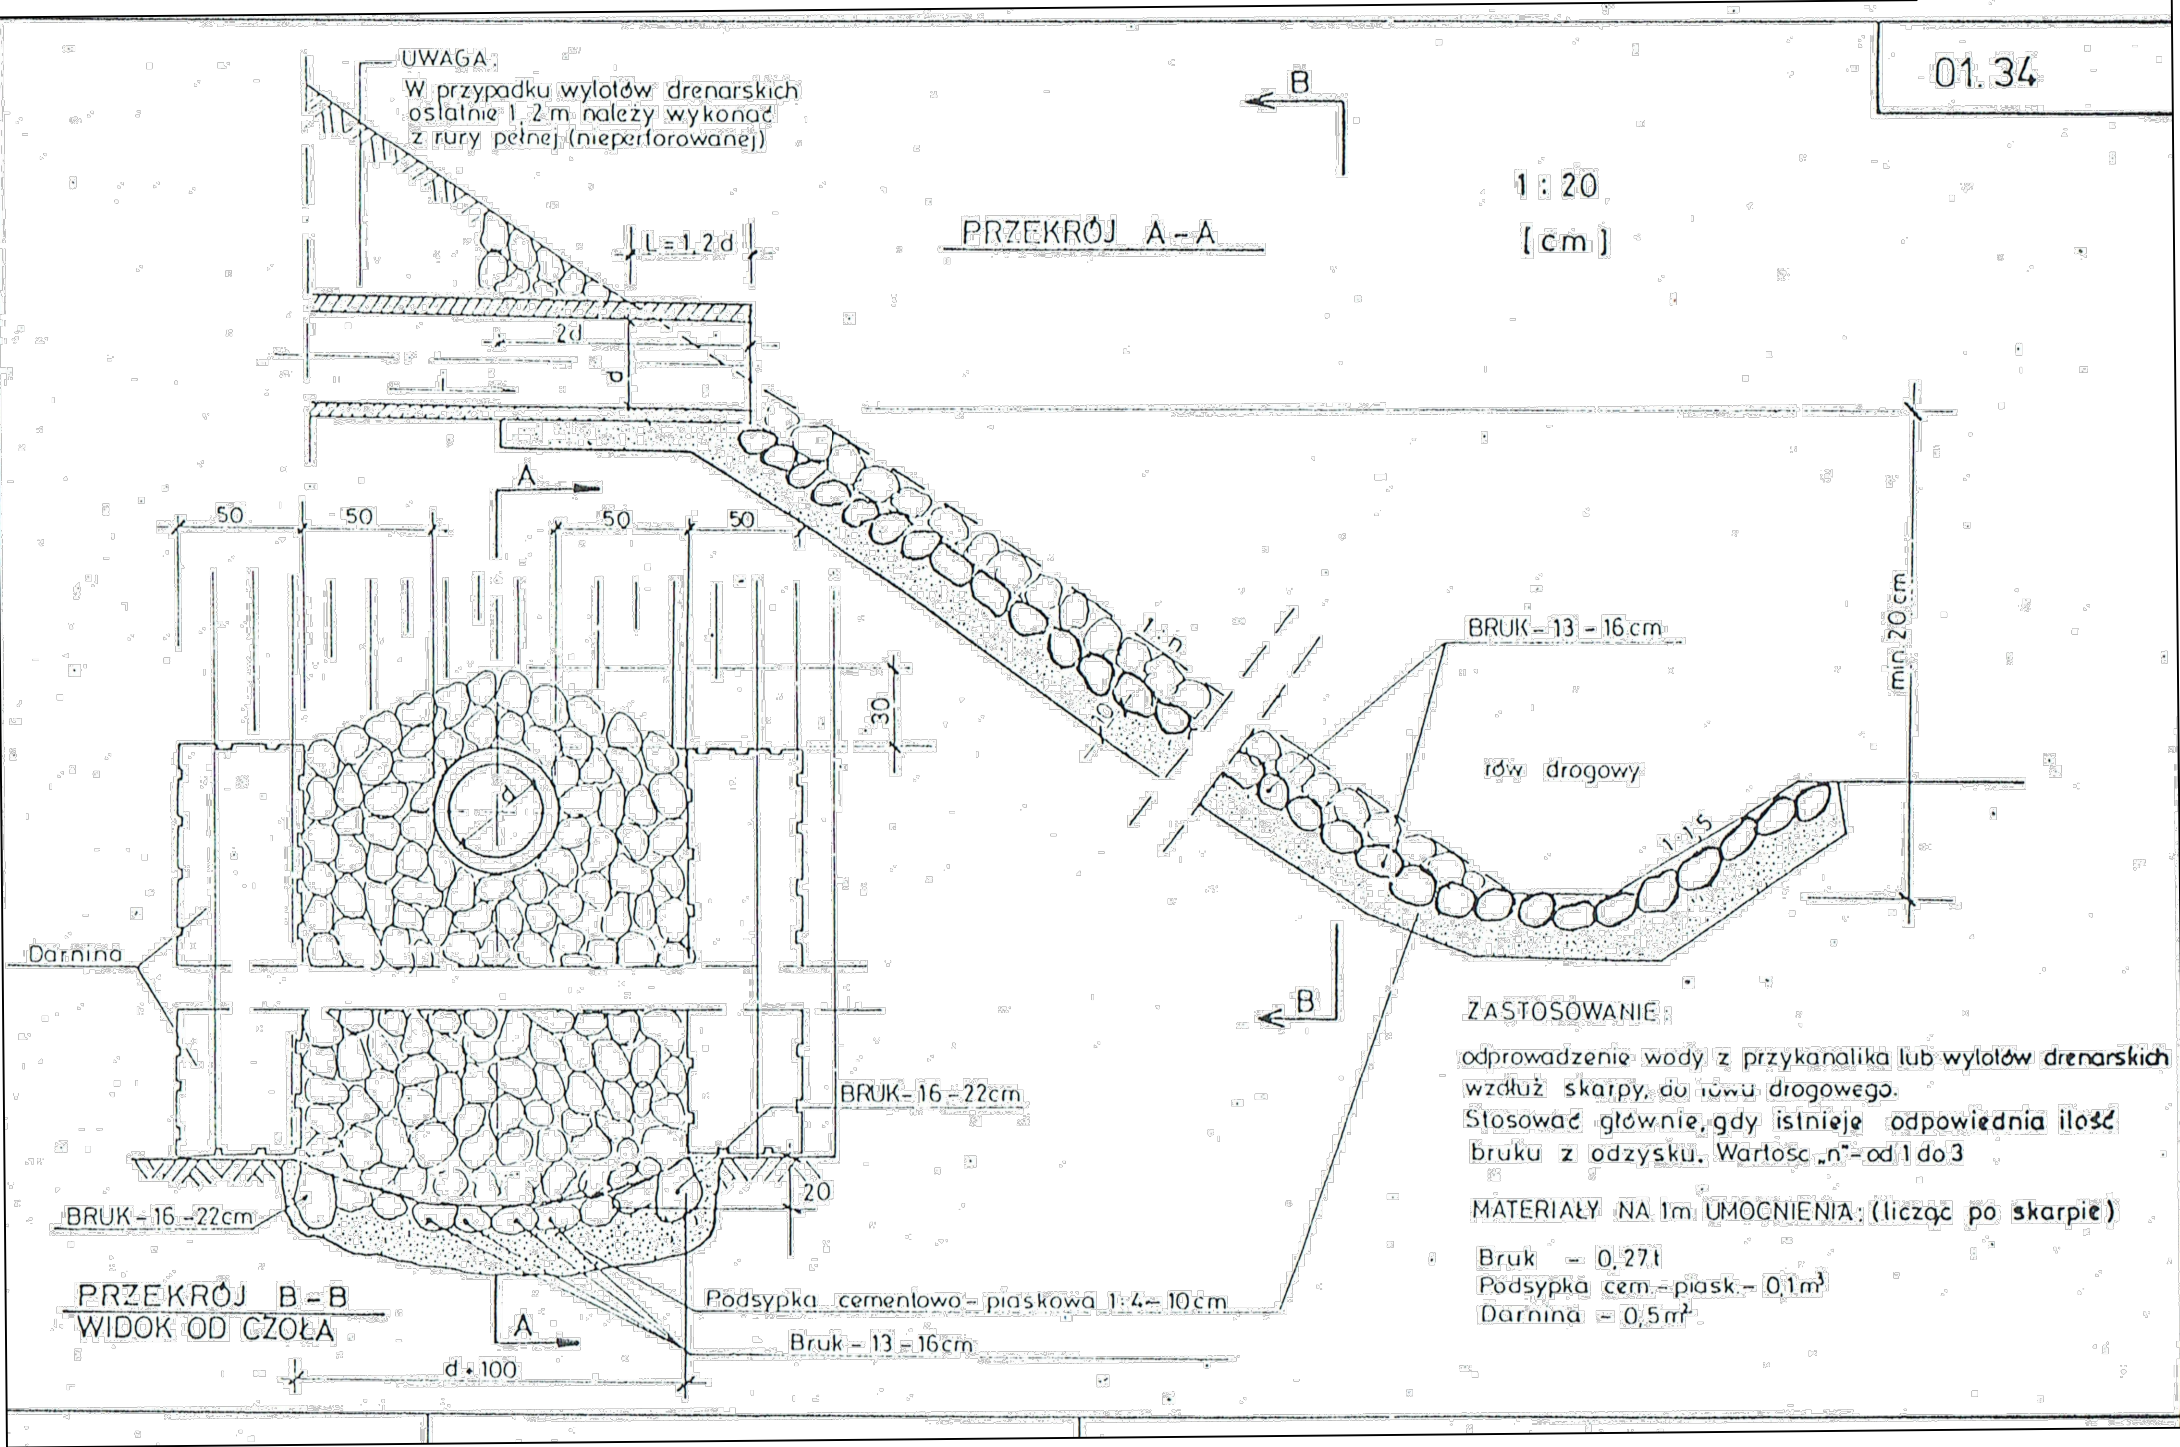 01.34
UWAGA:
W przypadku wylotów drenarskich
ostatnie 1,2m należy wykonać
z rury pełnej (nieperforowanej)
B
1 : 20
[cm]
PRZEKRÓJ A-A
L=1,2d
2d
d
A
50
50
50
50
1:n
10
BRUK-13-16cm
min. 20 cm
30
rów drogowy
d
1:1,5
Darnina
B
ZASTOSOWANIE:
odprowadzenie wody z przykanalika lub wylotów drenarskich
wzdłuż skarpy, do rowu drogowego.
Stosować głównie, gdy istnieje odpowiednia ilość
bruku z odzysku. Wartość „n"-od 1 do 3
BRUK-16-22cm
20
BRUK-16-22cm
MATERIAŁY NA 1m UMOCNIENIA: (licząc po skarpie)
Bruk - 0,27t
Podsypka cem.-piask.- 0,1m³
Darnina - 0,5m²
PRZEKRÓJ B-B
WIDOK OD CZOŁA
Podsypka cementowo-piaskowa 1:4-10cm
A
Bruk-13-16cm
d+100